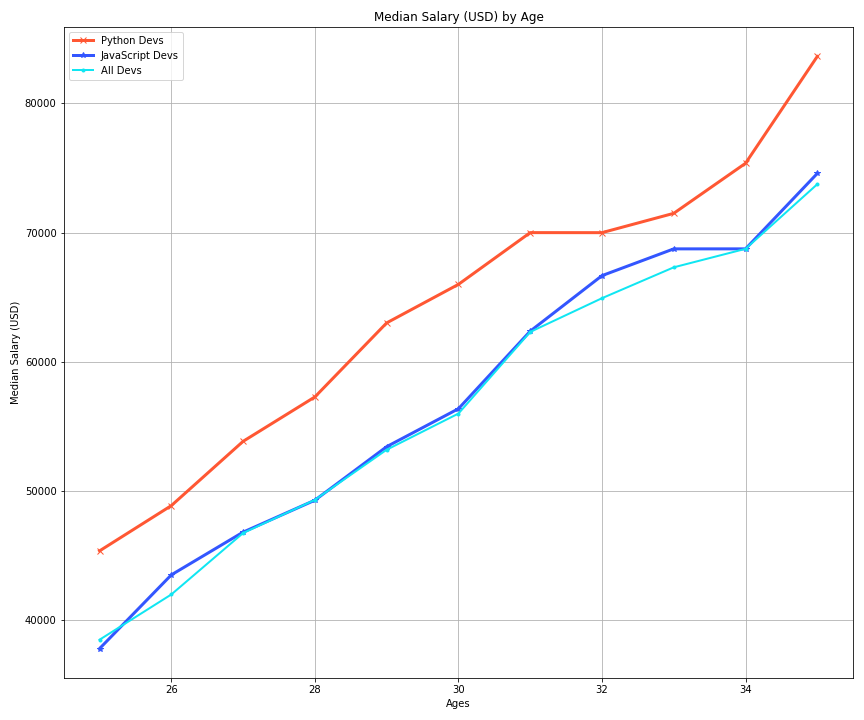 Median Salary (USD) by Age
Python Devs
JavaScript Devs
All Devs
80000
70000
60000
50000
40000
Median Salary (USD)
26 28 30 32 34
Ages